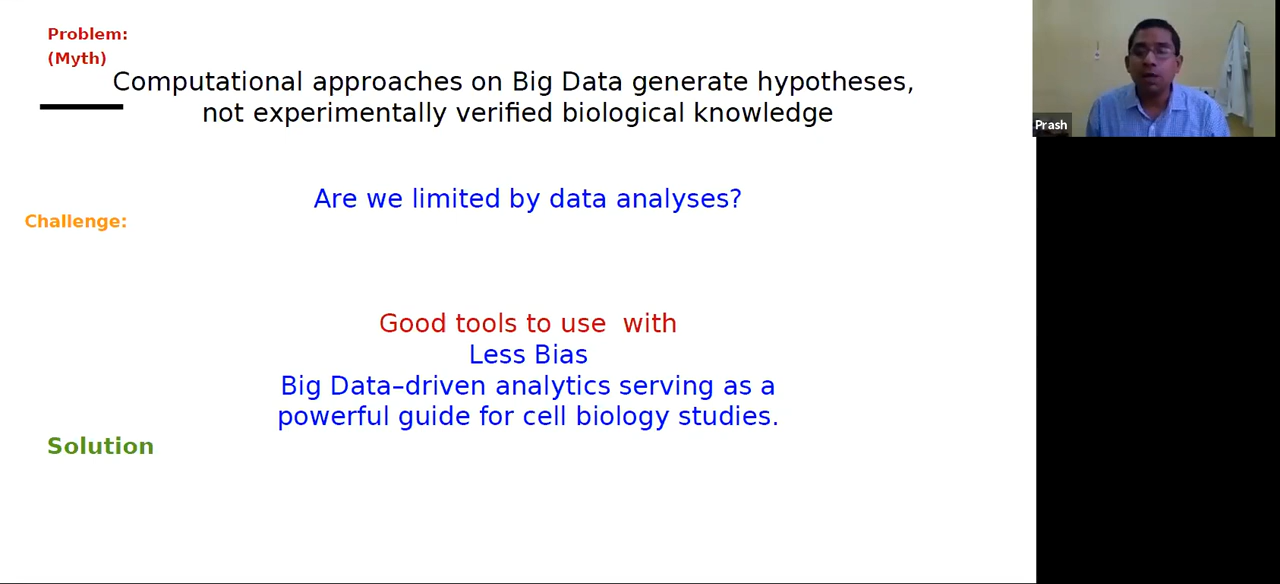 Problem:
(Myth)
Computational approaches on Big Data generate hypotheses,
not experimentally verified biological knowledge
Are we limited by data analyses?
Challenge:
Good tools to use  with
Less Bias
Big Data–driven analytics serving as a
powerful guide for cell biology studies.
Solution
Prash